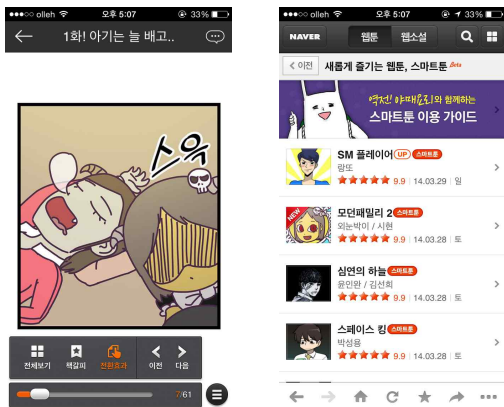 olleh 오후 5:07 33%
1화! 아기는 늘 배고..
스윽
전체보기 책갈피 전환효과 이전 다음
7/61
olleh 오후 5:07 33%
NAVER 웹툰 웹소설
이전 새롭게 즐기는 웹툰, 스마트툰 Beta
역전! 야매요리와 함께하는
스마트툰 이용 가이드
SM 플레이어 UP 스마트툰
랑또
9.9 14.03.29 일
NEW
모던패밀리 2 스마트툰
외눈박이 / 시현
9.9 14.03.28 토
심연의 하늘 스마트툰
윤인완 / 김선희
9.9 14.03.28 토
스페이스 킹 스마트툰
박성용
9.9 14.03.28 토